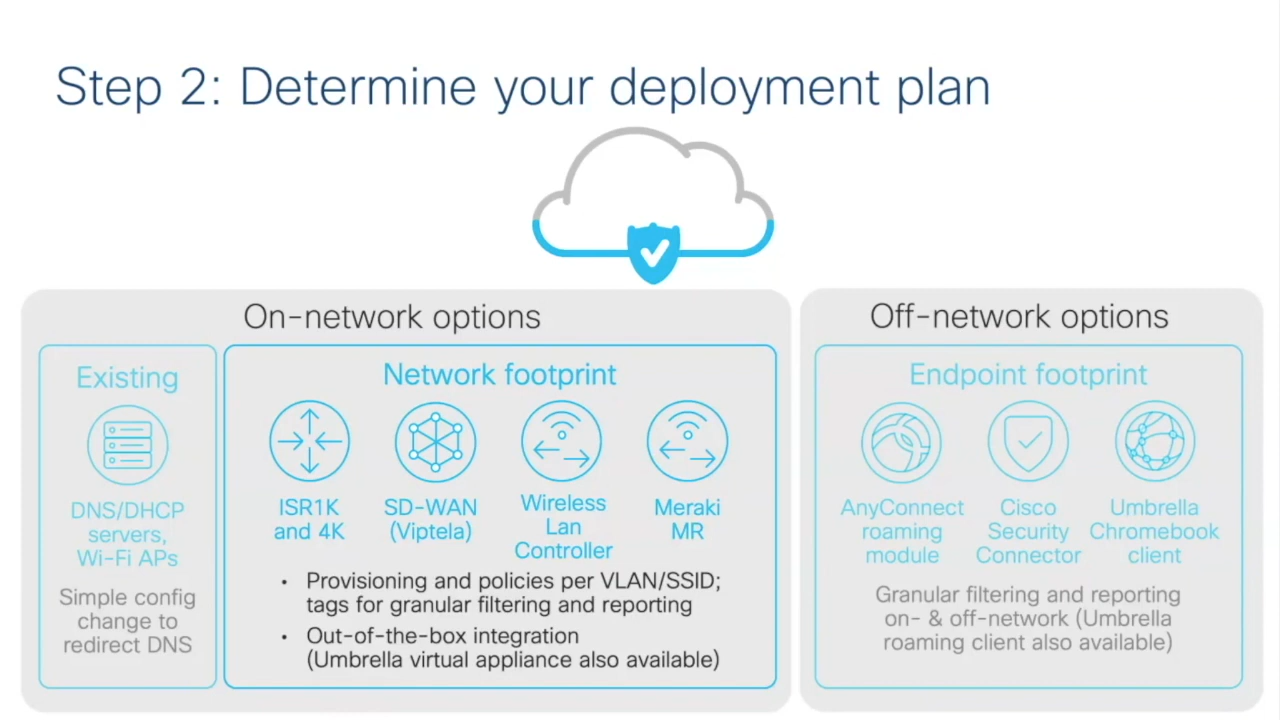 Step 2: Determine your deployment plan
On-network options
Existing
DNS/DHCP
servers,
Wi-Fi APs
Simple config
change to
redirect DNS
Network footprint
ISR1K
and 4K
SD-WAN
(Viptela)
Wireless
Lan
Controller
Meraki
MR
• Provisioning and policies per VLAN/SSID;
tags for granular filtering and reporting
• Out-of-the-box integration
(Umbrella virtual appliance also available)
Off-network options
Endpoint footprint
AnyConnect
roaming
module
Cisco
Security
Connector
Umbrella
Chromebook
client
Granular filtering and reporting
on- & off-network (Umbrella
roaming client also available)